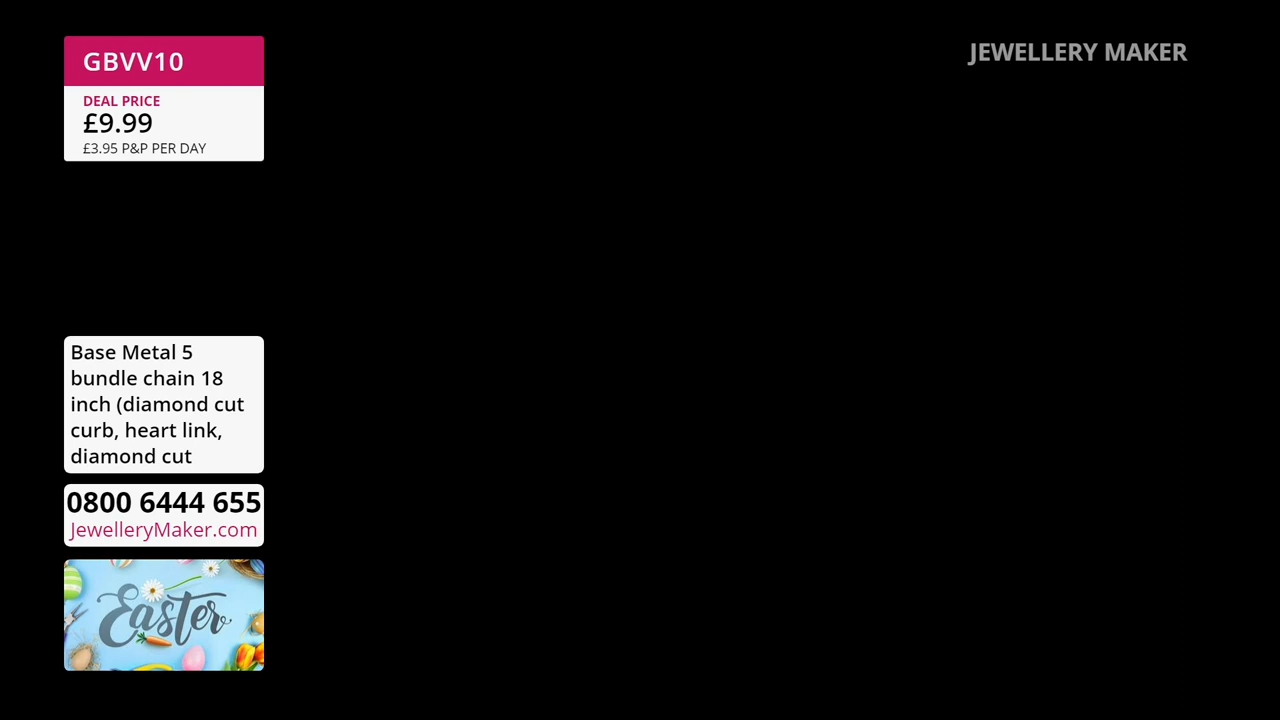 GBVV10
DEAL PRICE
£9.99
£3.95 P&P PER DAY
JEWELLERY MAKER
Base Metal 5
bundle chain 18
inch (diamond cut
curb, heart link,
diamond cut
0800 6444 655
JewelleryMaker.com
Easter